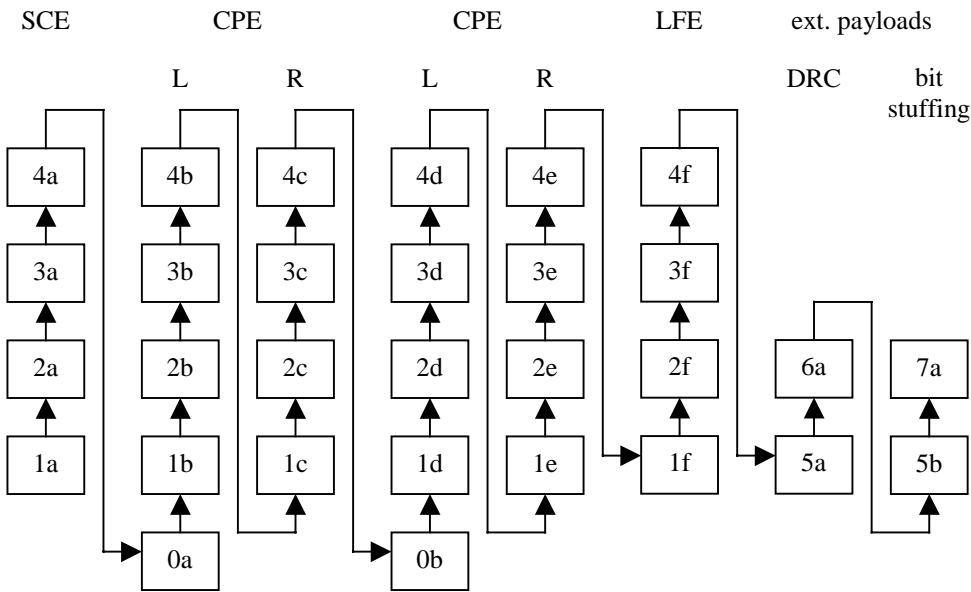 SCE CPE CPE LFE ext. payloads
L R L R DRC bit
stuffing
4a 4b 4c 4d 4e 4f
3a 3b 3c 3d 3e 3f
2a 2b 2c 2d 2e 2f 6a 7a
1a 1b 1c 1d 1e 1f 5a 5b
0a 0b